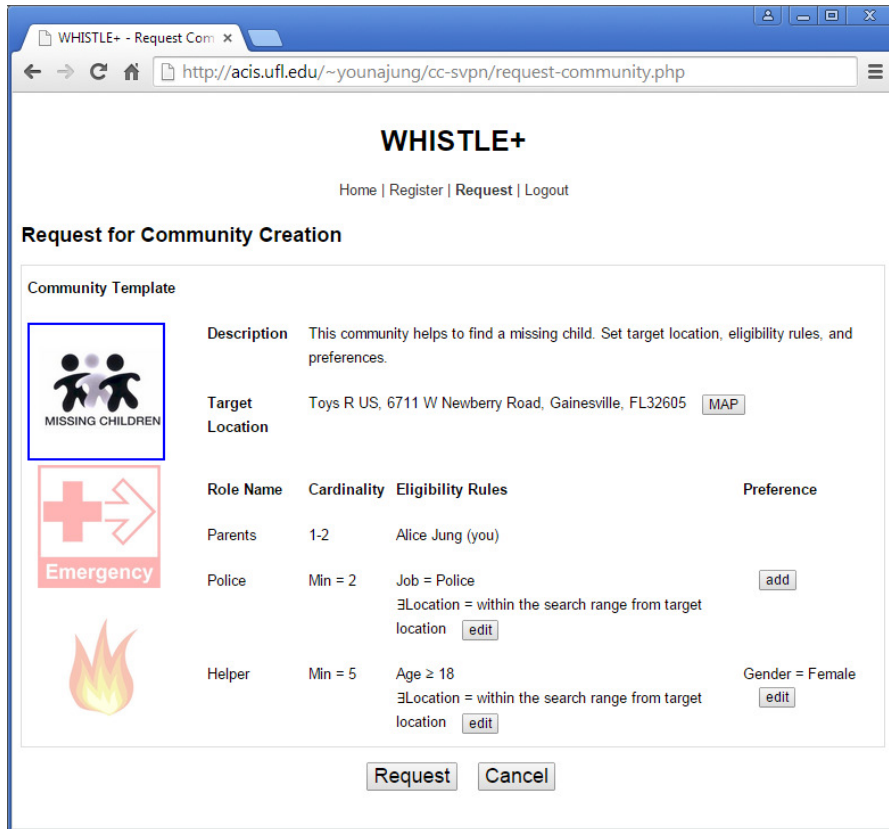 WHISTLE+ - Request Com
http://acis.ufl.edu/~younajung/cc-svpn/request-community.php
WHISTLE+
Home | Register | Request | Logout
Request for Community Creation
Community Template
MISSING CHILDREN
Emergency
Description This community helps to find a missing child. Set target location, eligibility rules, and
preferences.
Target Toys R US, 6711 W Newberry Road, Gainesville, FL32605 MAP
Location
Role Name Cardinality Eligibility Rules Preference
Parents 1-2 Alice Jung (you)
Police Min = 2 Job = Police add
∃Location = within the search range from target
location edit
Helper Min = 5 Age ≥ 18 Gender = Female
∃Location = within the search range from target edit
location edit
Request Cancel